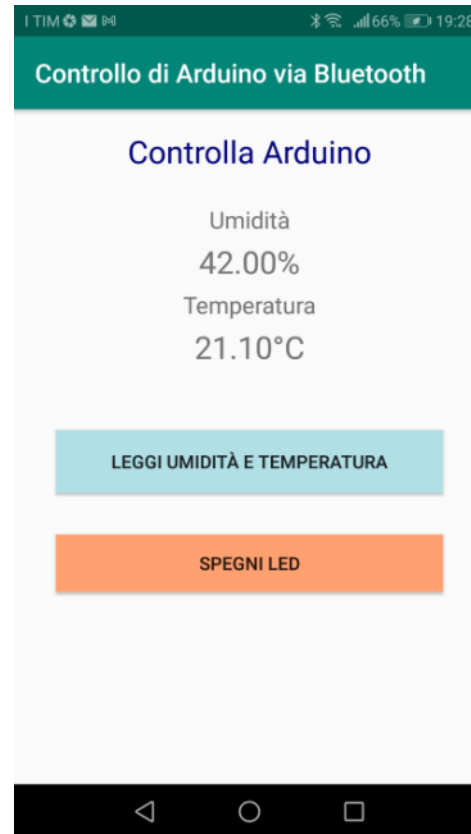 I TIM 66% 19:28
Controllo di Arduino via Bluetooth
Controlla Arduino
Umidità
42.00%
Temperatura
21.10°C
LEGGI UMIDITÀ E TEMPERATURA
SPEGNI LED